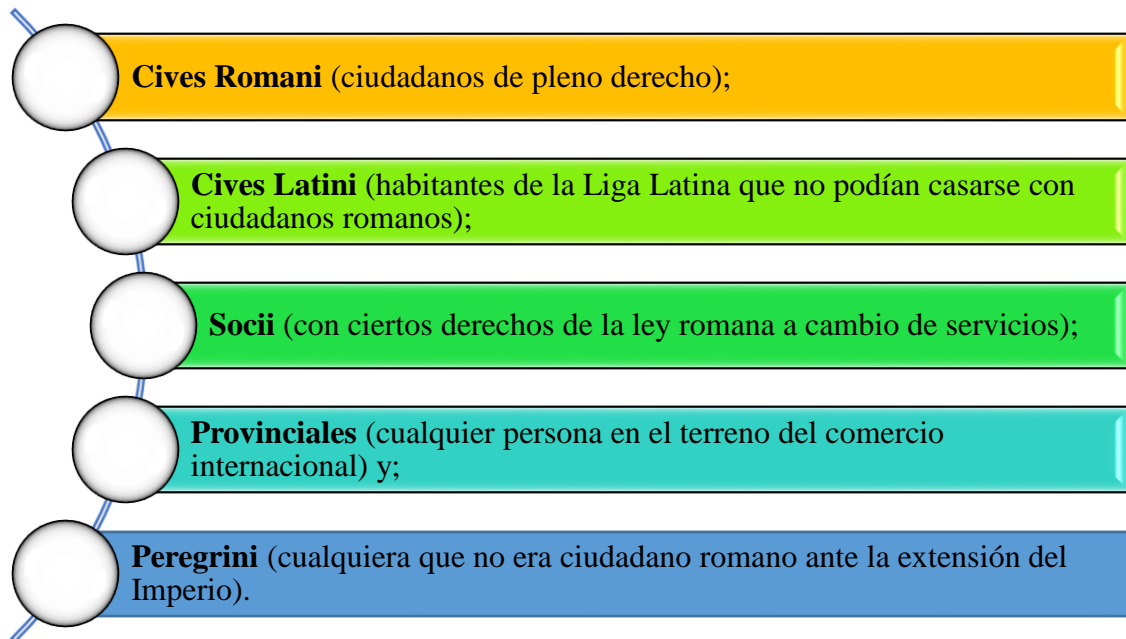 Cives Romani (ciudadanos de pleno derecho);
Cives Latini (habitantes de la Liga Latina que no podían casarse con
ciudadanos romanos);
Socii (con ciertos derechos de la ley romana a cambio de servicios);
Provinciales (cualquier persona en el terreno del comercio
internacional) y;
Peregrini (cualquiera que no era ciudadano romano ante la extensión del
Imperio).